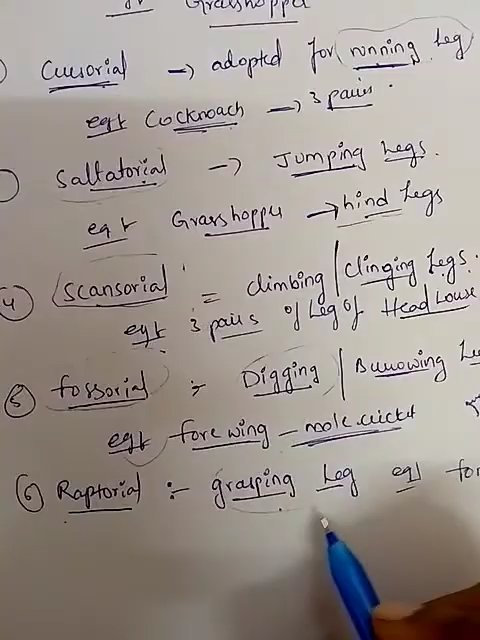 Grasshopper
Cursorial → adopted for running Leg
eg† Cockroach → 3 pairs.
Saltatorial → Jumping Legs.
eg † Grasshopper → hind Legs
④ Scansorial = climbing / clinging Legs.
eg† 3 pairs of Leg of Head Louse
⑤ fossorial :- Digging / Burrowing
eg† fore wing - mole cricket
⑥ Raptorial :- grasping Leg eg†